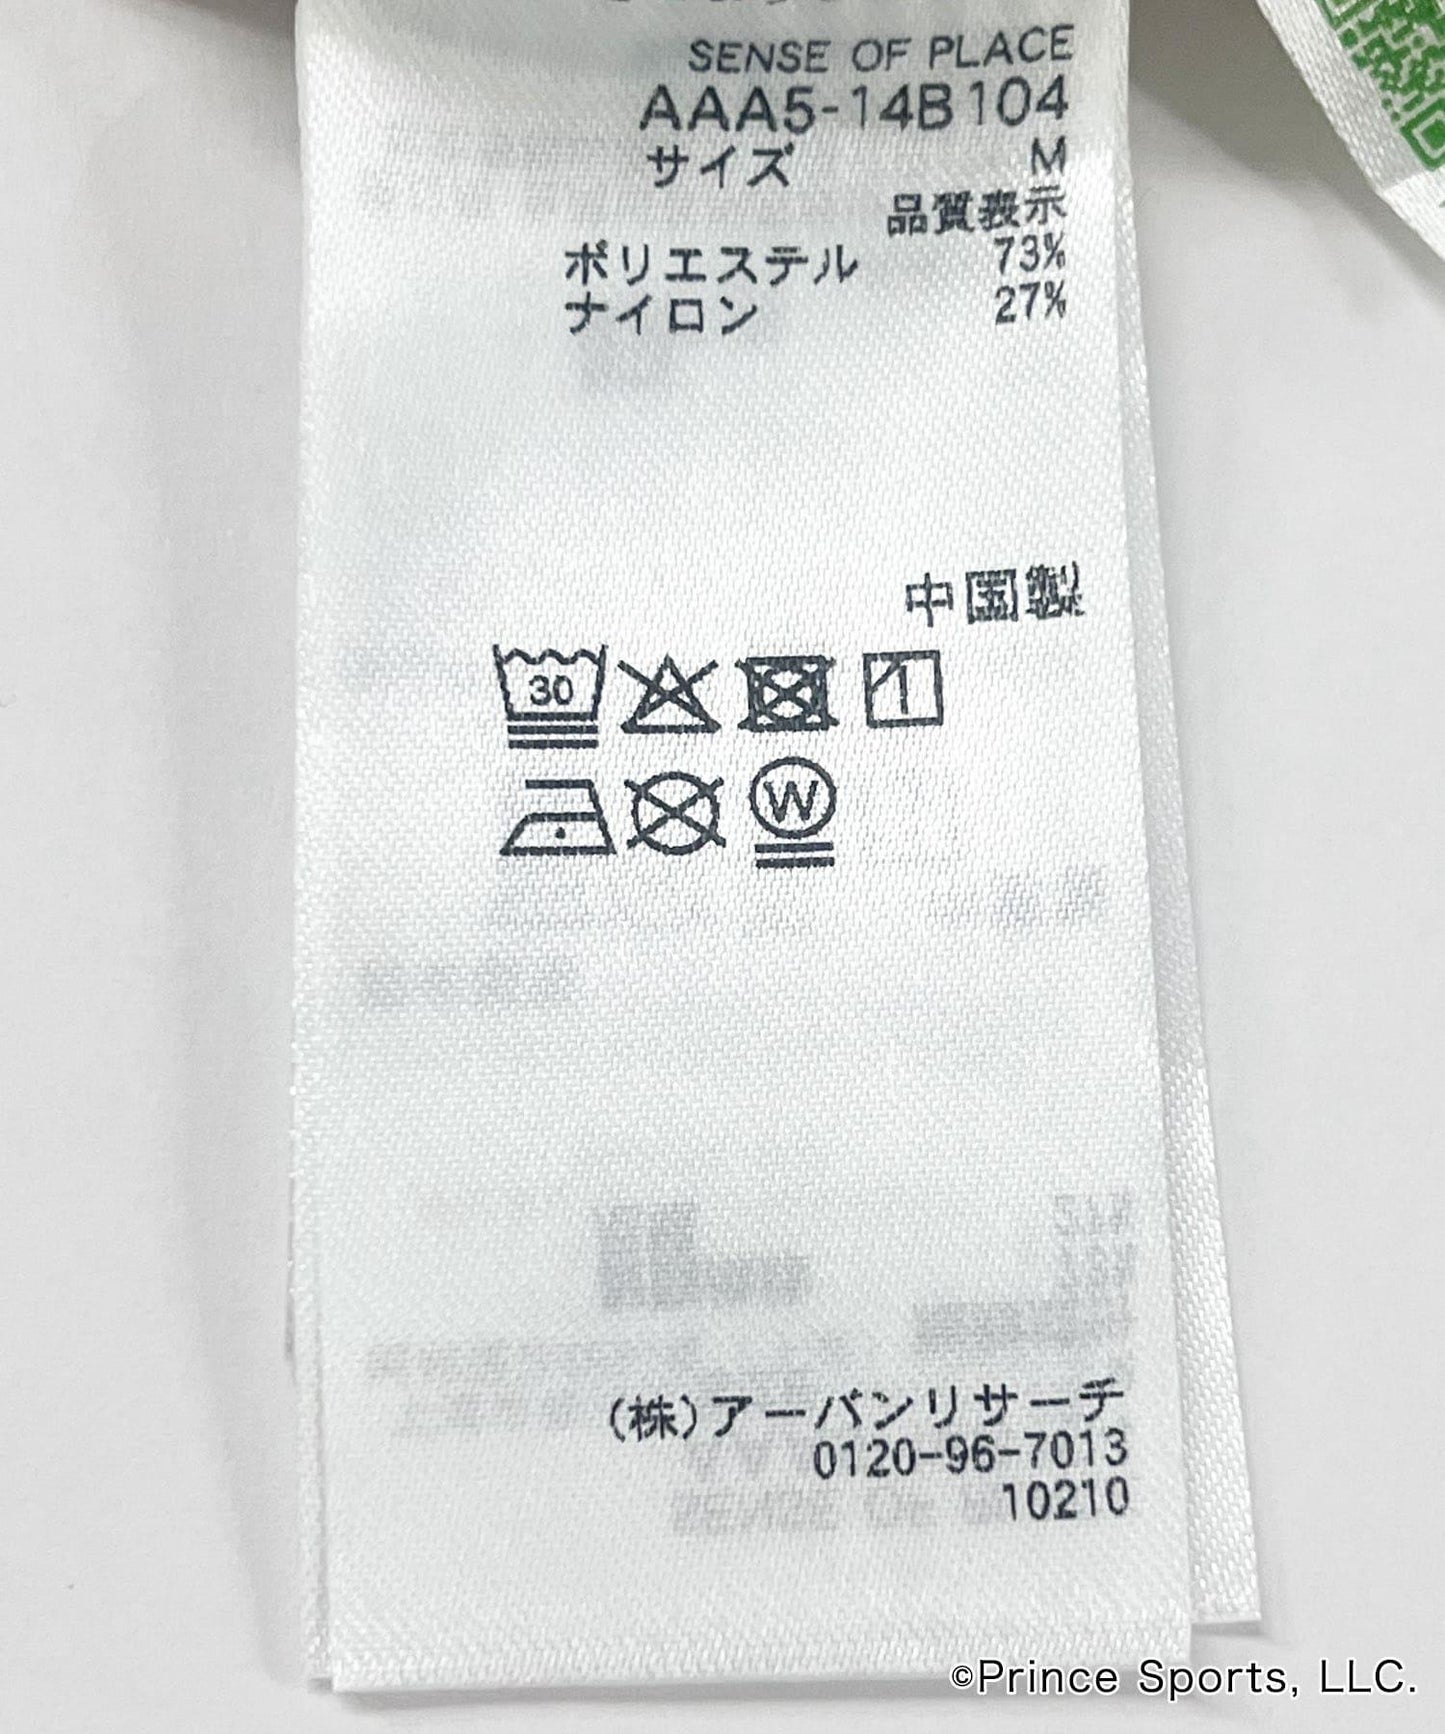 SENSE OF PLACE
AAA5-14B104
サイズ M
品質表示
ポリエステル 73%
ナイロン 27%
中国製
30
W
(株)アーバンリサーチ
0120-96-7013
10210
©Prince Sports, LLC.